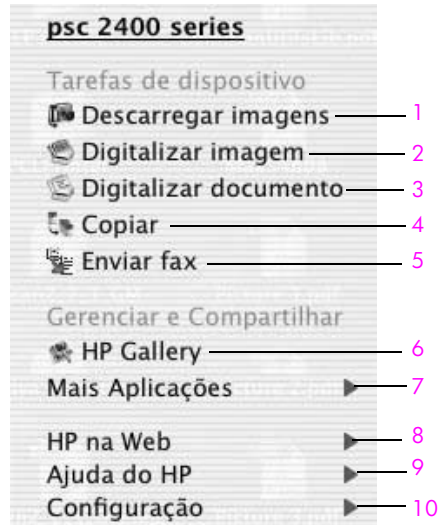 psc 2400 series
Tarefas de dispositivo
Descarregar imagens 1
Digitalizar imagem 2
Digitalizar documento 3
Copiar 4
Enviar fax 5
Gerenciar e Compartilhar
HP Gallery 6
Mais Aplicações 7
HP na Web 8
Ajuda do HP 9
Configuração 10